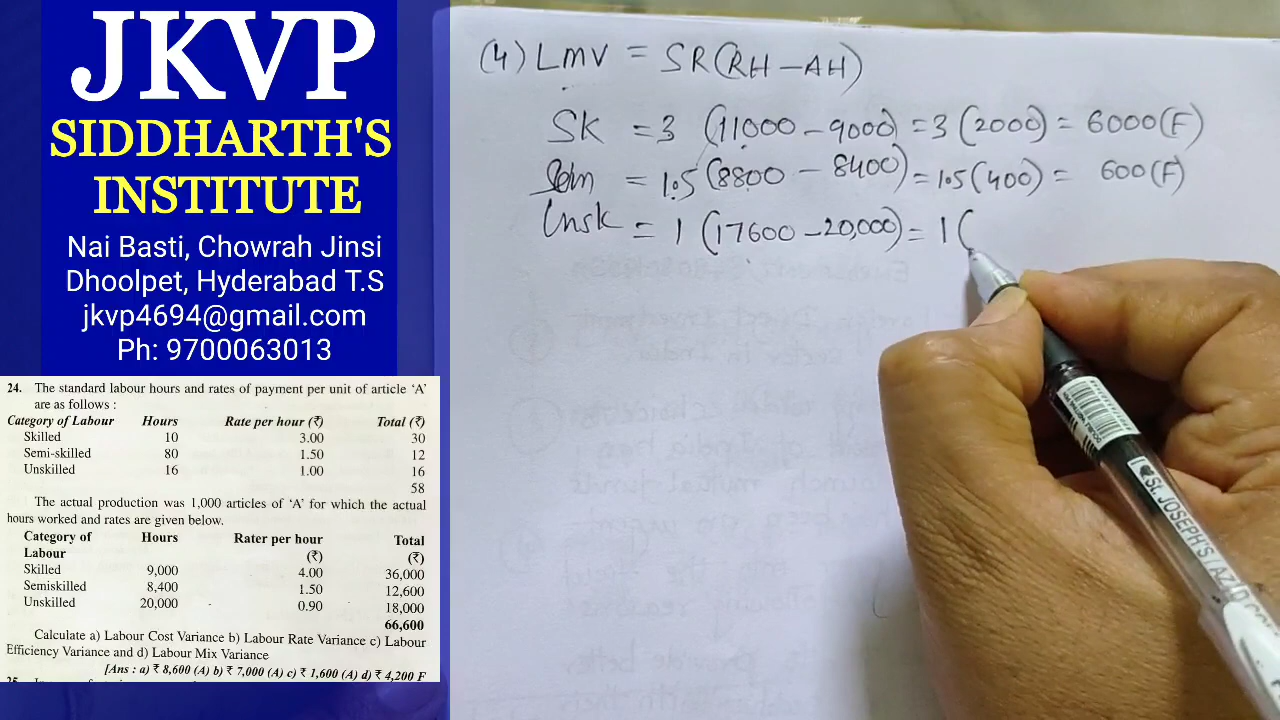 JKVP
SIDDHARTH'S
INSTITUTE
Nai Basti, Chowrah Jinsi
Dhoolpet, Hyderabad T.S
jkvp4694@gmail.com
Ph: 9700063013
24. The standard labour hours and rates of payment per unit of article 'A'
are as follows :
Category of Labour Hours Rate per hour (₹) Total (₹)
Skilled 10 3.00 30
Semi-skilled 80 1.50 12
Unskilled 16 1.00 16
58
The actual production was 1,000 articles of 'A' for which the actual
hours worked and rates are given below.
Category of Hours Rater per hour Total
Labour (₹) (₹)
Skilled 9,000 4.00 36,000
Semiskilled 8,400 1.50 12,600
Unskilled 20,000 0.90 18,000
66,600
Calculate a) Labour Cost Variance b) Labour Rate Variance c) Labour
Efficiency Variance and d) Labour Mix Variance
[Ans : a) ₹ 8,600 (A) b) ₹ 7,000 (A) c) ₹ 1,600 (A) d) ₹ 4,200 F
(4) LMV = SR(RH - AH)
SK = 3 (11000 - 9000) = 3 (2000) = 6000 (F)
Sem = 1.5 (8800 - 8400) = 1.5 (400) = 600 (F)
Unsk = 1 (17600 - 20,000) = 1 (
St. JOSEPH'S | AZAD